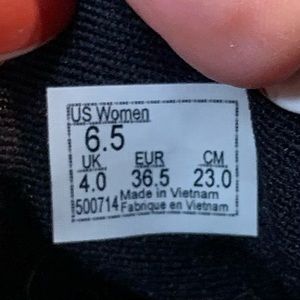 US Women
6.5
UK EUR CM
4.0 36.5 23.0
Made in Vietnam
500714 Fabrique en Vietnam